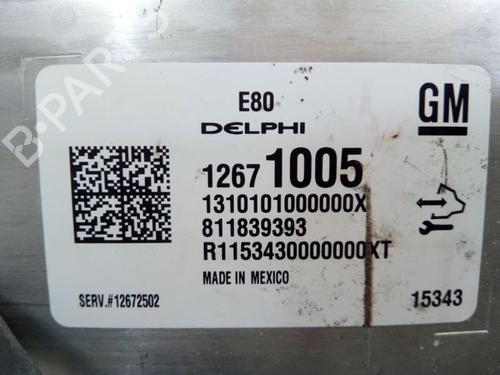 B-PARTS
E80
GM
DELPHI
12671005
1310101000000X
811839393
R1153430000000XT
MADE IN MEXICO
SERV.#12672502
15343